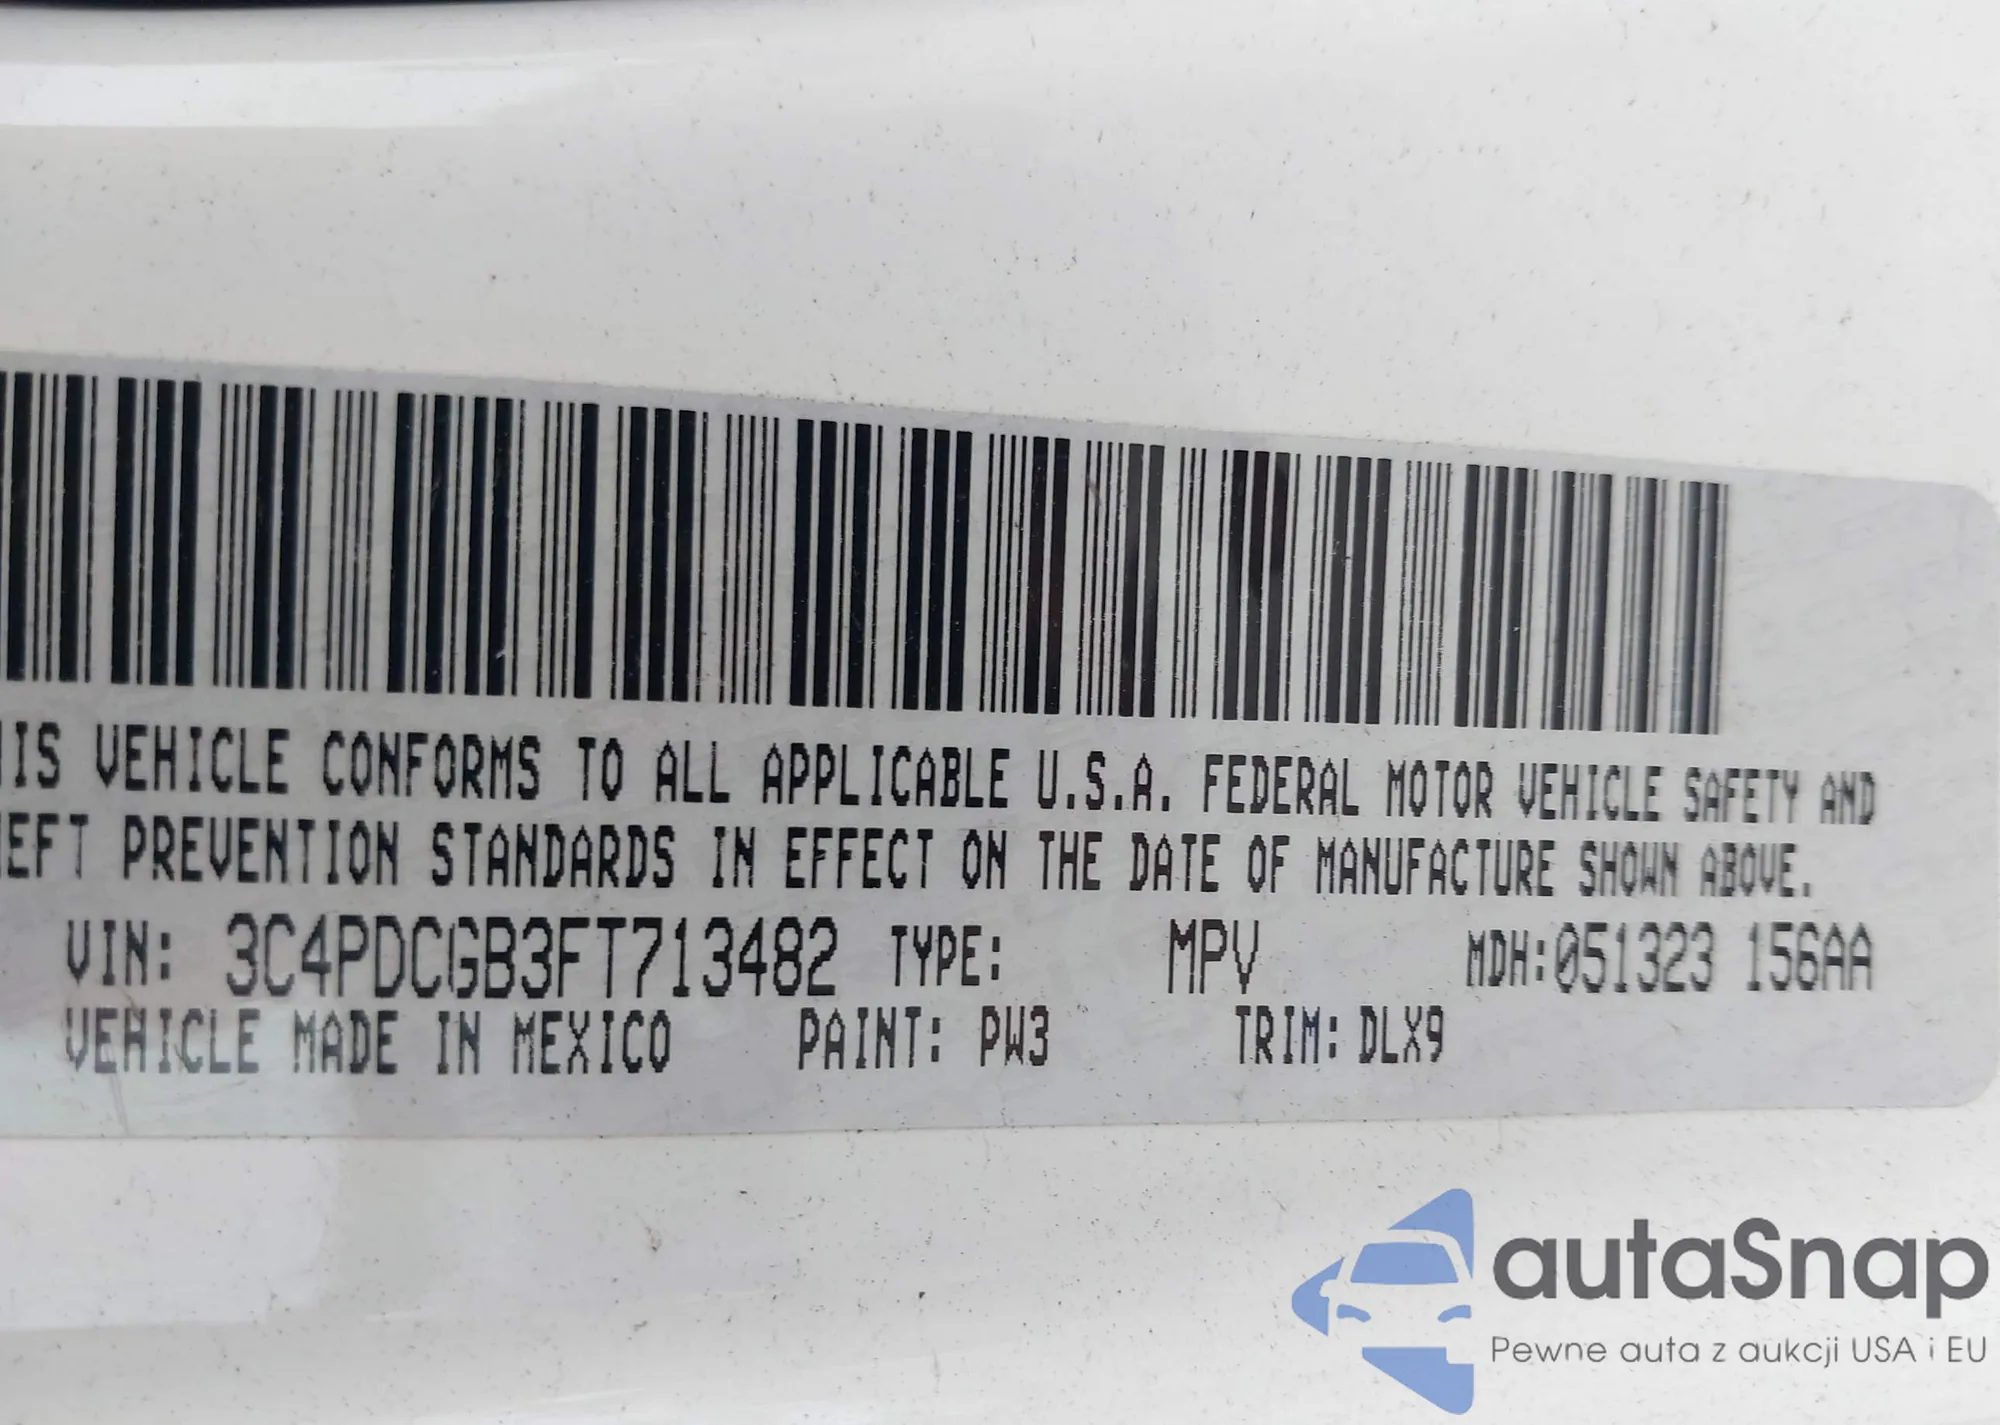 IS VEHICLE CONFORMS TO ALL APPLICABLE U.S.A. FEDERAL MOTOR VEHICLE SAFETY AND
EFT PREVENTION STANDARDS IN EFFECT ON THE DATE OF MANUFACTURE SHOWN ABOVE.
VIN: 3C4PDCGB3FT713482 TYPE: MPV MDH:051323 156AA
VEHICLE MADE IN MEXICO PAINT: PW3 TRIM: DLX9
autaSnap
Pewne auta z aukcji USA i EU